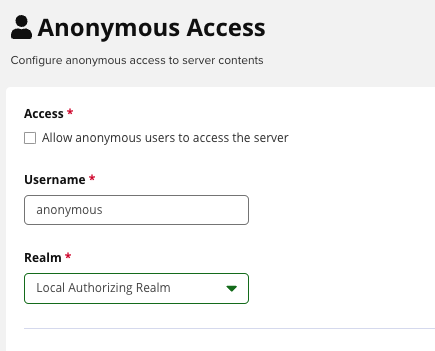 Anonymous Access
Configure anonymous access to server contents
Access *
Allow anonymous users to access the server
Username *
anonymous
Realm *
Local Authorizing Realm